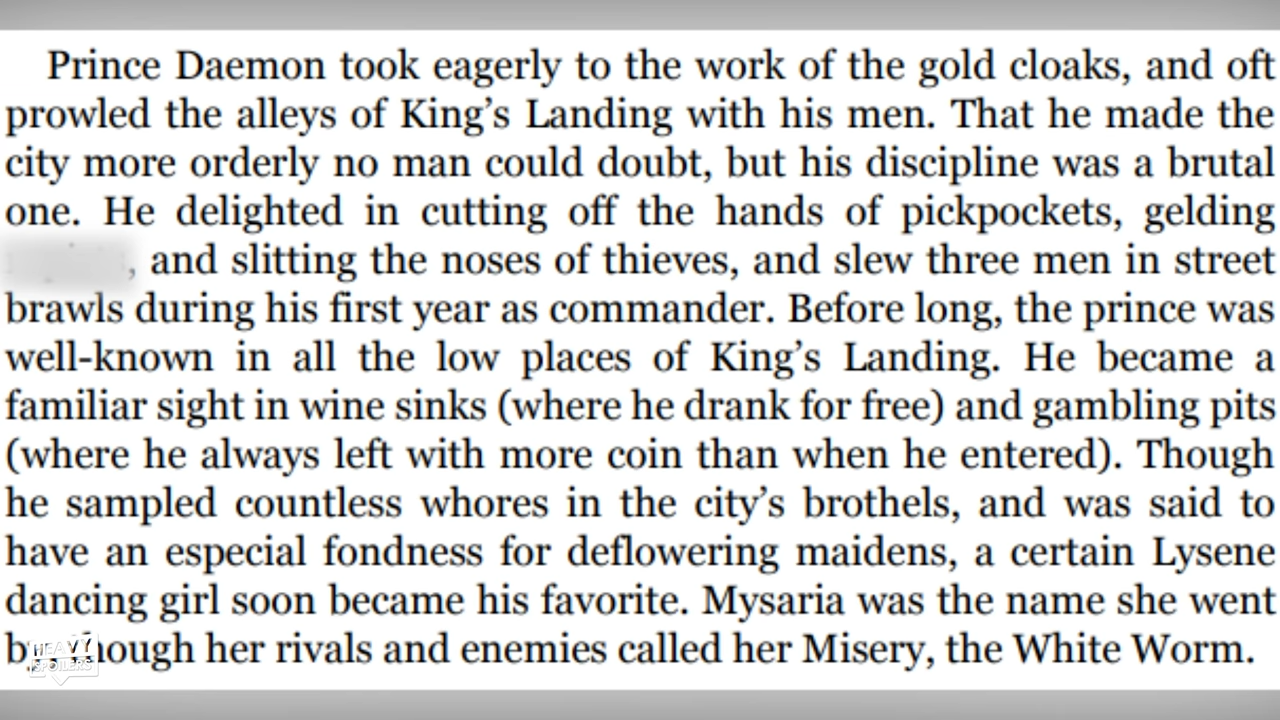 Prince Daemon took eagerly to the work of the gold cloaks, and oft
prowled the alleys of King’s Landing with his men. That he made the
city more orderly no man could doubt, but his discipline was a brutal
one. He delighted in cutting off the hands of pickpockets, gelding
, and slitting the noses of thieves, and slew three men in street
brawls during his first year as commander. Before long, the prince was
well-known in all the low places of King’s Landing. He became a
familiar sight in wine sinks (where he drank for free) and gambling pits
(where he always left with more coin than when he entered). Though
he sampled countless whores in the city’s brothels, and was said to
have an especial fondness for deflowering maidens, a certain Lysene
dancing girl soon became his favorite. Mysaria was the name she went
her rivals and enemies called her Misery, the White Worm.
HEAVY
SPOILERS